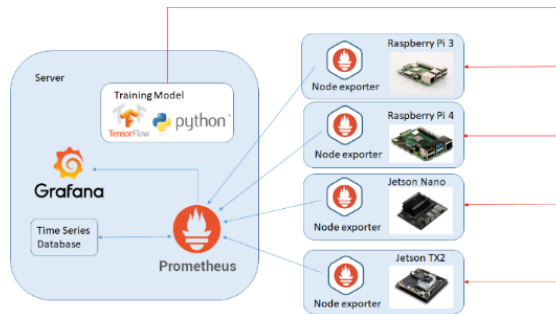 Server
Training Model
TensorFlow
python™
Grafana
Time Series
Database
Prometheus
Raspberry Pi 3
Node exporter
Raspberry Pi 4
Node exporter
Jetson Nano
Node exporter
Jetson TX2
Node exporter